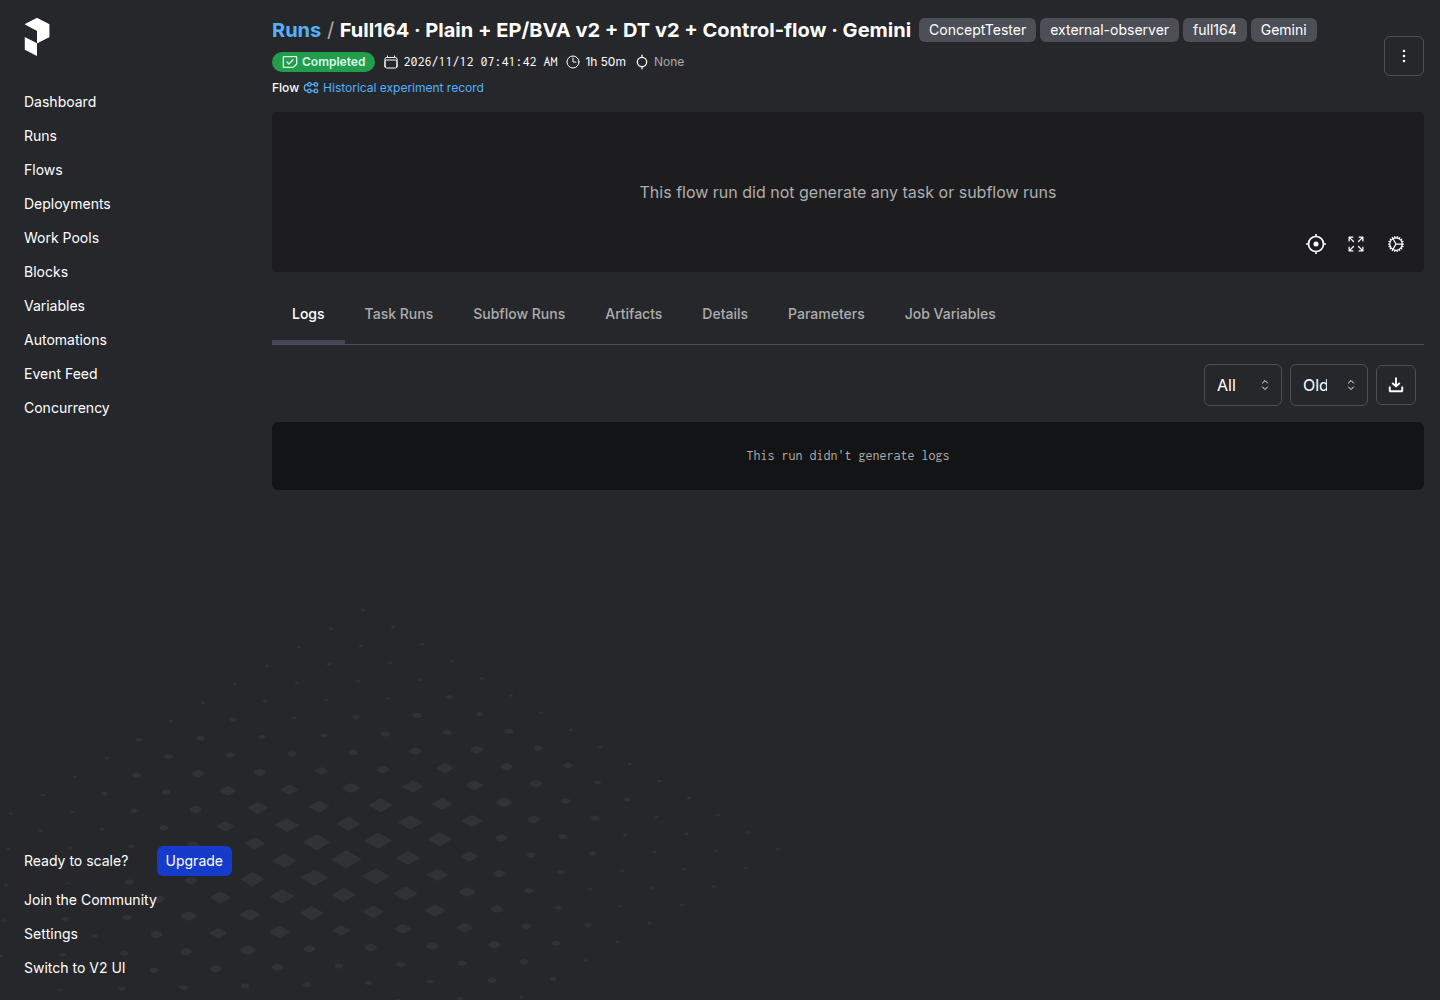 Runs / Full164 · Plain + EP/BVA v2 + DT v2 + Control-flow · Gemini ConceptTester external-observer full164 Gemini
Completed 2026/11/12 07:41:42 AM 1h 50m None
Flow Historical experiment record
Dashboard
Runs
Flows
Deployments
Work Pools
Blocks
Variables
Automations
Event Feed
Concurrency
This flow run did not generate any task or subflow runs
Logs Task Runs Subflow Runs Artifacts Details Parameters Job Variables
All Old
This run didn't generate logs
Ready to scale? Upgrade
Join the Community
Settings
Switch to V2 UI